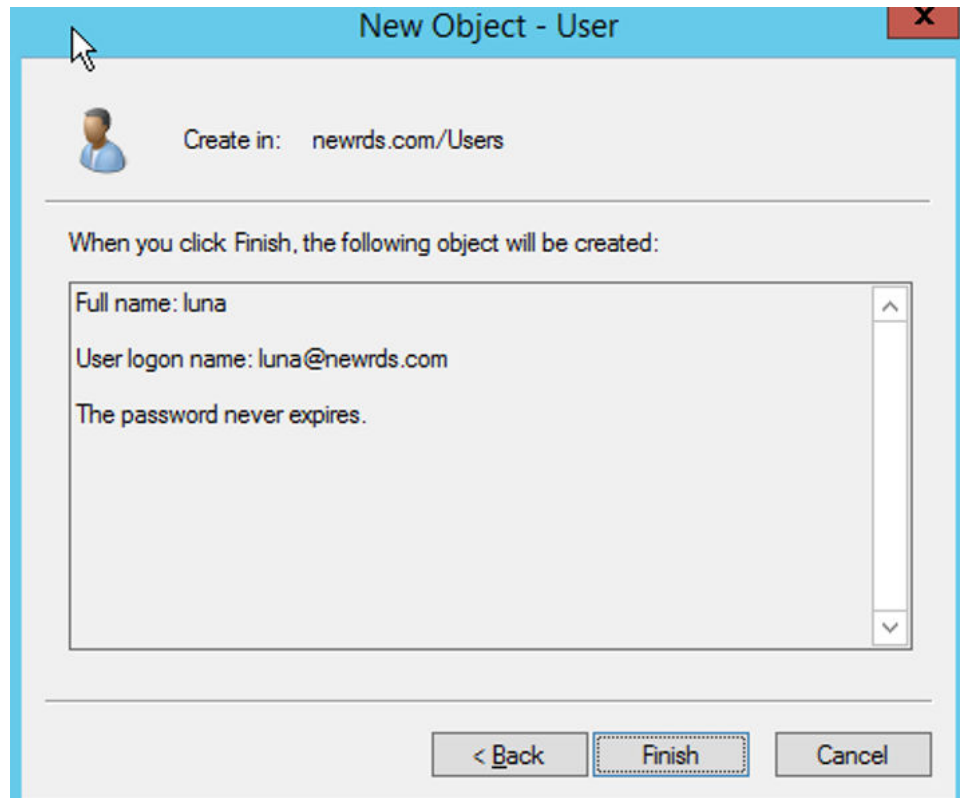 New Object - User
x
Create in: newrds.com/Users
When you click Finish, the following object will be created:
Full name: luna
User logon name: luna@newrds.com
The password never expires.
< Back Finish Cancel